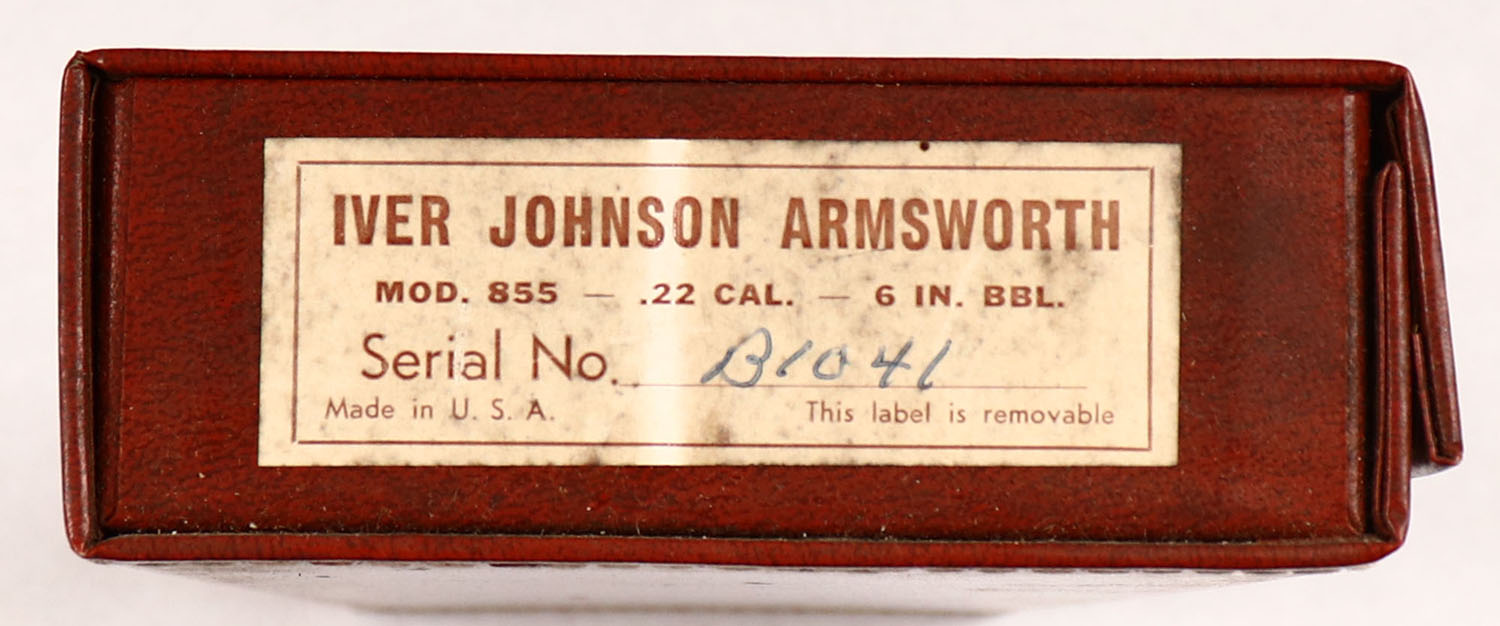 IVER JOHNSON ARMSWORTH
MOD. 855 — .22 CAL. — 6 IN. BBL.
Serial No. B1041
Made in U. S. A. This label is removable